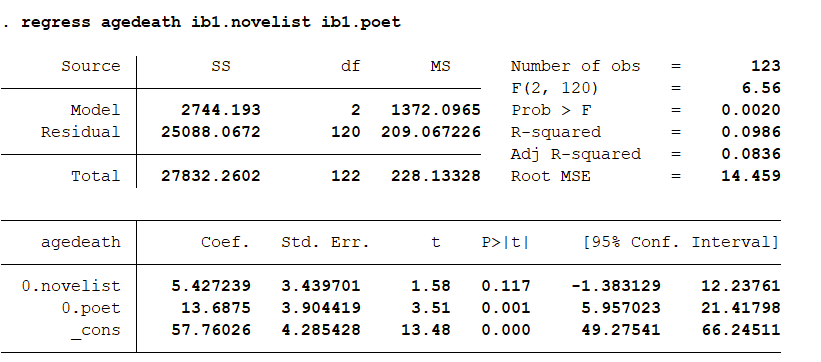 . regress agedeath ib1.novelist ib1.poet
Source SS df MS Number of obs = 123
F(2, 120) = 6.56
Model 2744.193 2 1372.0965 Prob > F = 0.0020
Residual 25088.0672 120 209.067226 R-squared = 0.0986
Adj R-squared = 0.0836
Total 27832.2602 122 228.13328 Root MSE = 14.459
agedeath Coef. Std. Err. t P>|t| [95% Conf. Interval]
0.novelist 5.427239 3.439701 1.58 0.117 -1.383129 12.23761
0.poet 13.6875 3.904419 3.51 0.001 5.957023 21.41798
_cons 57.76026 4.285428 13.48 0.000 49.27541 66.24511